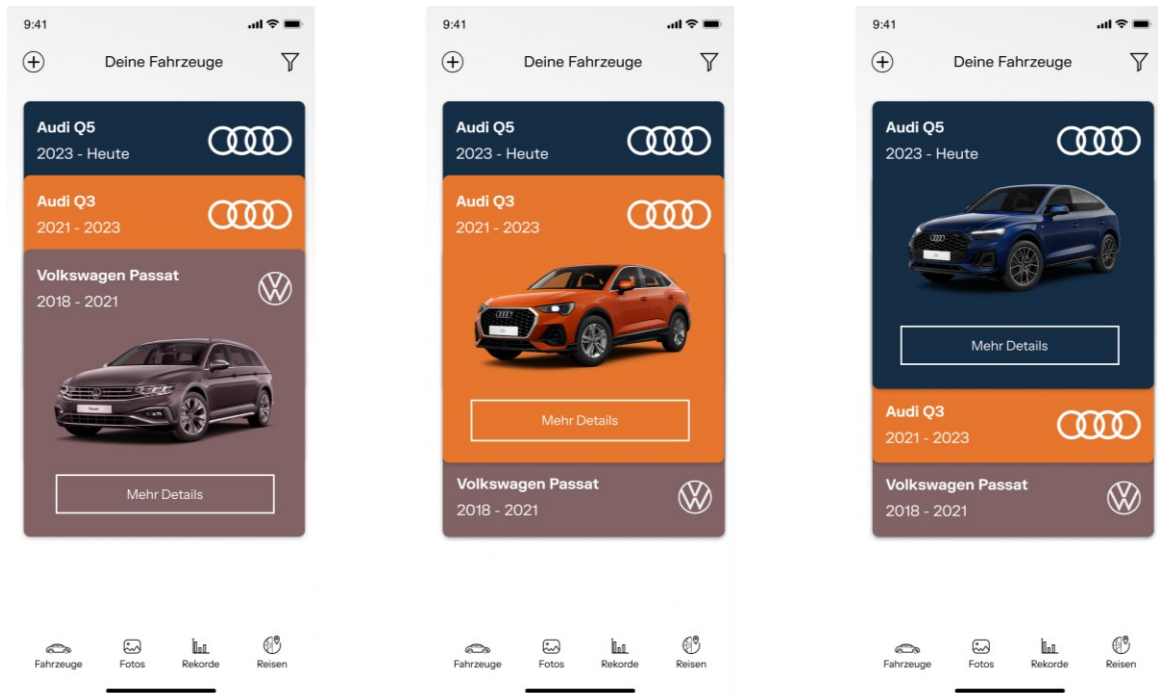 9:41
Deine Fahrzeuge
Audi Q5
2023 - Heute
Audi Q3
2021 - 2023
Volkswagen Passat
2018 - 2021
Mehr Details
Fahrzeuge
Fotos
Rekorde
Reisen
9:41
Deine Fahrzeuge
Audi Q5
2023 - Heute
Audi Q3
2021 - 2023
Mehr Details
Volkswagen Passat
2018 - 2021
Fahrzeuge
Fotos
Rekorde
Reisen
9:41
Deine Fahrzeuge
Audi Q5
2023 - Heute
Mehr Details
Audi Q3
2021 - 2023
Volkswagen Passat
2018 - 2021
Fahrzeuge
Fotos
Rekorde
Reisen